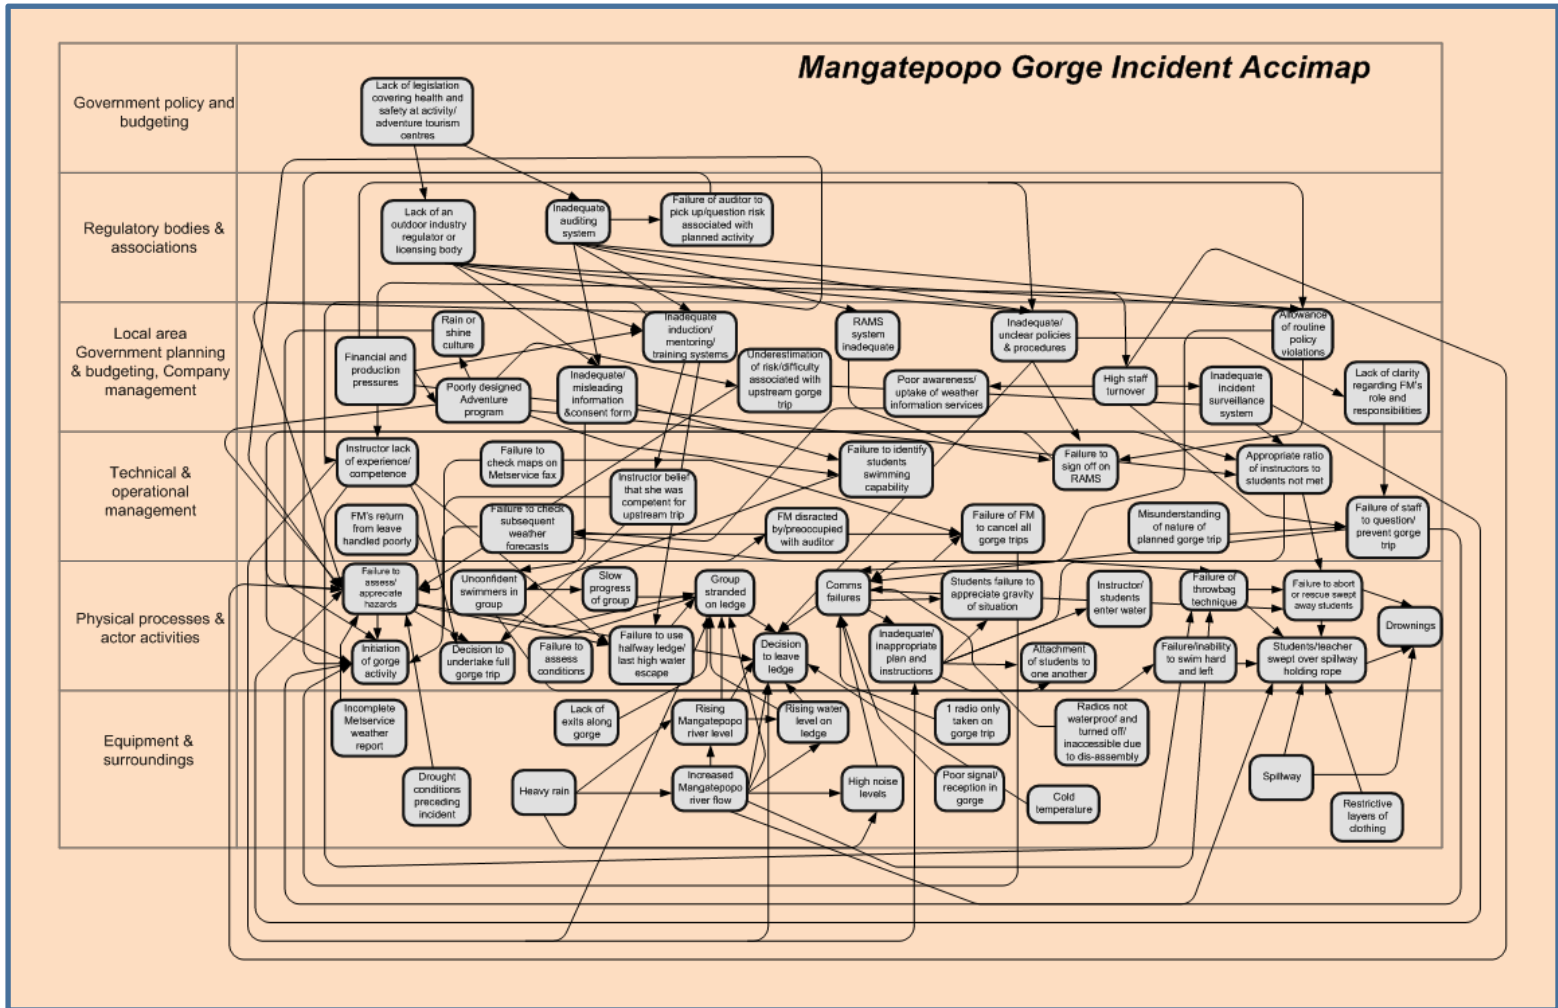 Mangatepopo Gorge Incident Accimap
Government policy and
budgeting
Lack of legislation
covering health and
safety at activity/
adventure tourism
centres
Regulatory bodies &
associations
Lack of an
outdoor industry
regulator or
licensing body
Inadequate
auditing
system
Failure of auditor to
pick up/question risk
associated with
planned activity
Local area
Government planning
& budgeting, Company
management
Financial and
production
pressures
Rain or
shine
culture
Poorly designed
Adventure
program
Inadequate/
misleading
information
&consent form
Inadequate
induction/
mentoring/
training systems
Underestimation
of risk/difficulty
associated with
upstream gorge
trip
RAMS
system
inadequate
Poor awareness/
uptake of weather
information services
Inadequate/
unclear policies
& procedures
High staff
turnover
Inadequate
incident
surveillance
system
Allowance
of routine
policy
violations
Lack of clarity
regarding FM's
role and
responsibilities
Technical &
operational
management
Instructor lack
of experience/
competence
FM's return
from leave
handled poorly
Failure to
check maps on
Metservice fax
Failure to check
subsequent
weather
forecasts
Instructor belief
that she was
competent for
upstream trip
FM disracted
by/preoccupied
with auditor
Failure to identify
students
swimming
capability
Failure of FM
to cancel all
gorge trips
Failure to
sign off on
RAMS
Misunderstanding
of nature of
planned gorge trip
Appropriate ratio
of instructors to
students not met
Failure of staff
to question/
prevent gorge
trip
Physical processes &
actor activities
Failure to
assess/
appreciate
hazards
Initiation
of gorge
activity
Unconfident
swimmers in
group
Decision to
undertake full
gorge trip
Slow
progress
of group
Failure to
assess
conditions
Failure to use
halfway ledge/
last high water
escape
Group
stranded
on ledge
Decision
to leave
ledge
Comms
failures
Inadequate/
inappropriate
plan and
instructions
Students failure to
appreciate gravity
of situation
Attachment of
students to
one another
Instructor/
students
enter water
Failure of
throwbag
technique
Failure/inability
to swim hard
and left
Failure to abort
or rescue swept
away students
Students/teacher
swept over spillway
holding rope
Drownings
Equipment &
surroundings
Incomplete
Metservice
weather
report
Drought
conditions
preceding
incident
Heavy rain
Lack of
exits along
gorge
Rising
Mangatepopo
river level
Increased
Mangatepopo
river flow
Rising water
level on
ledge
High noise
levels
1 radio only
taken on
gorge trip
Poor signal/
reception in
gorge
Cold
temperature
Radios not
waterproof and
turned off/
inaccessible due
to dis-assembly
Spillway
Restrictive
layers of
clothing